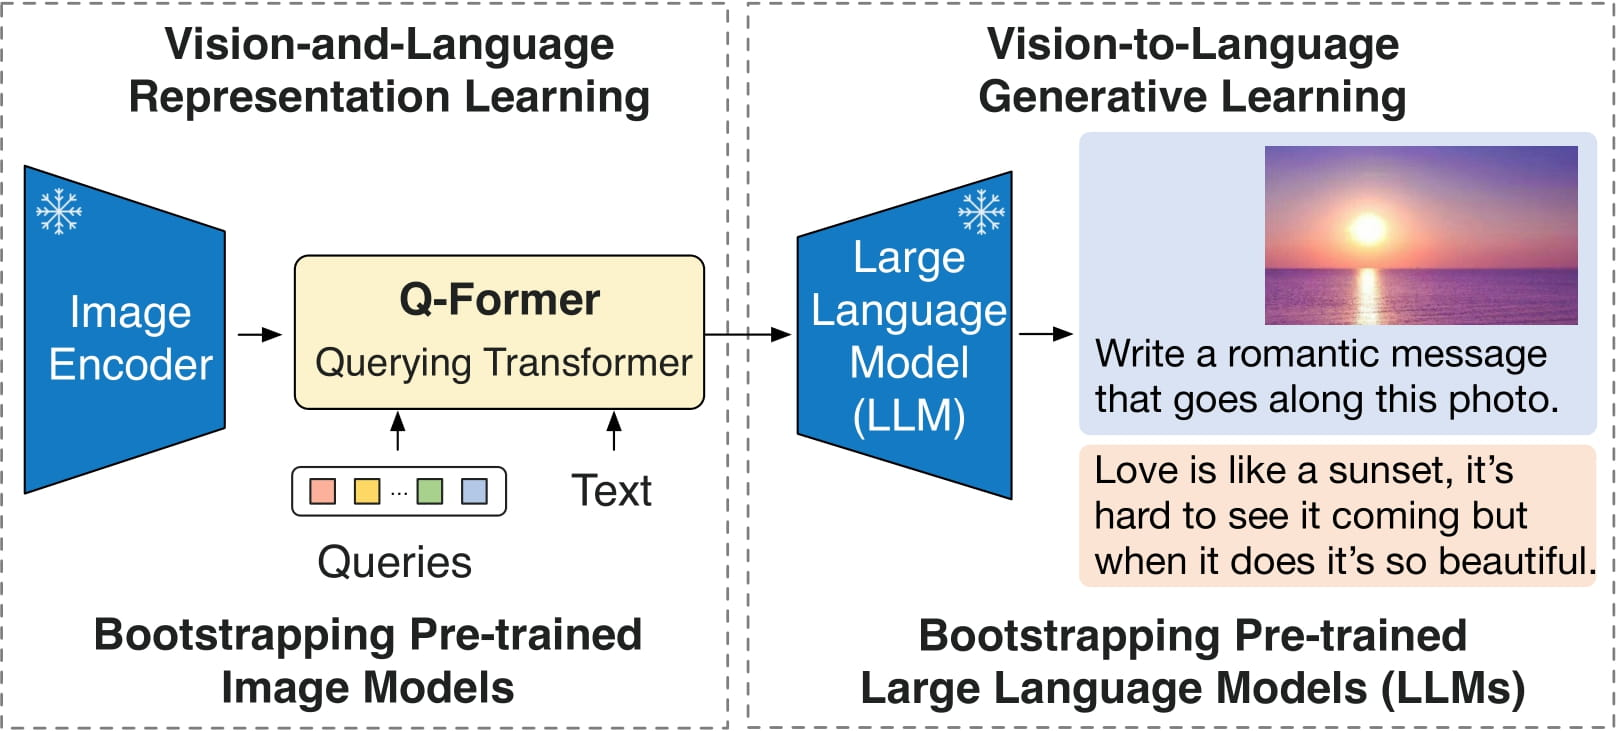 Vision-and-Language
Representation Learning
Image
Encoder
Q-Former
Querying Transformer
...
Queries
Text
Bootstrapping Pre-trained
Image Models
Vision-to-Language
Generative Learning
Large
Language
Model
(LLM)
Write a romantic message
that goes along this photo.
Love is like a sunset, it’s
hard to see it coming but
when it does it’s so beautiful.
Bootstrapping Pre-trained
Large Language Models (LLMs)